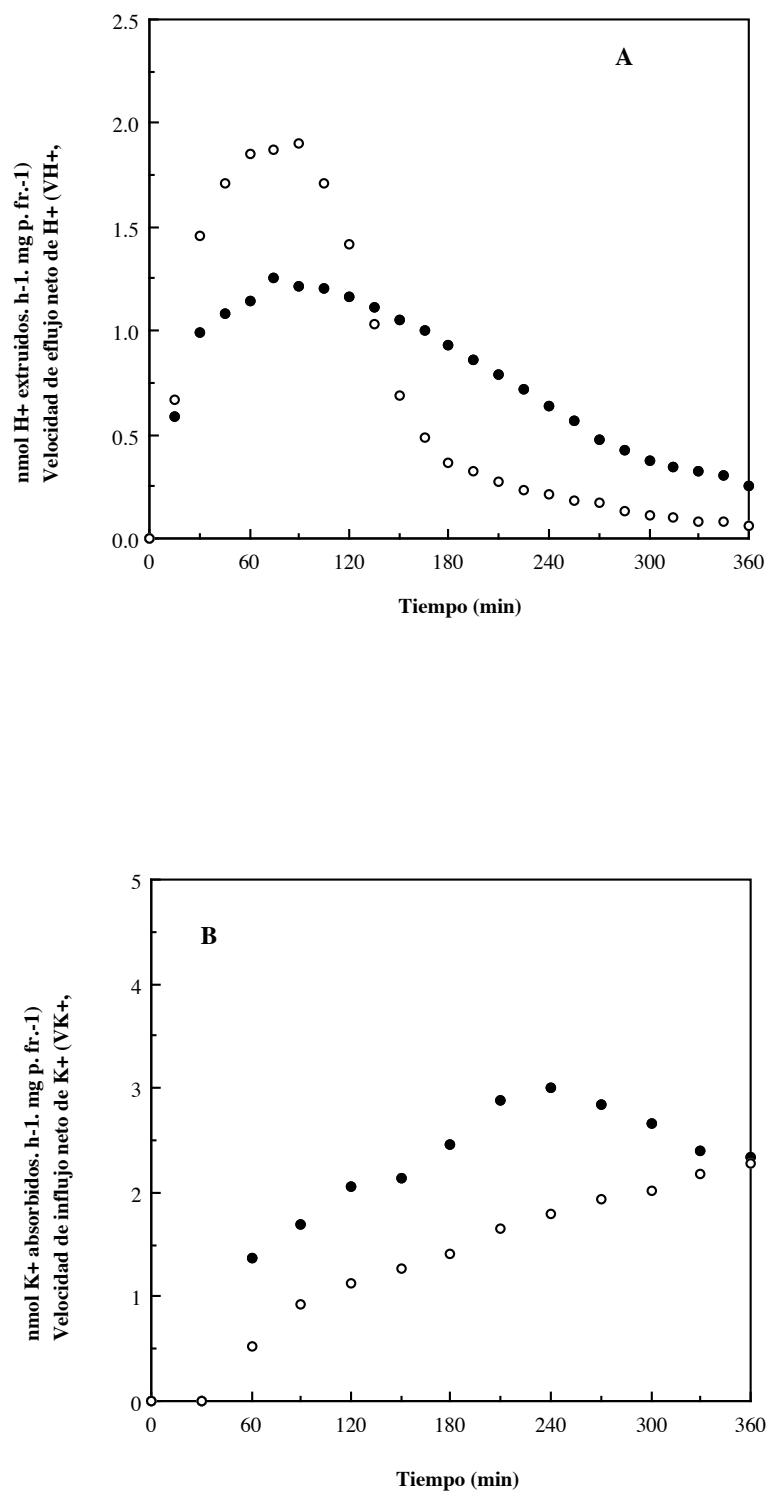 A
2.5
2.0
1.5
1.0
0.5
0.0
nmol H+ extruidos. h-1. mg p. fr.-1)
Velocidad de eflujo neto de H+ (VH+,
0 60 120 180 240 300 360
Tiempo (min)
B
5
4
3
2
1
0
nmol K+ absorbidos. h-1. mg p. fr.-1)
Velocidad de influjo neto de K+ (VK+,
0 60 120 180 240 300 360
Tiempo (min)